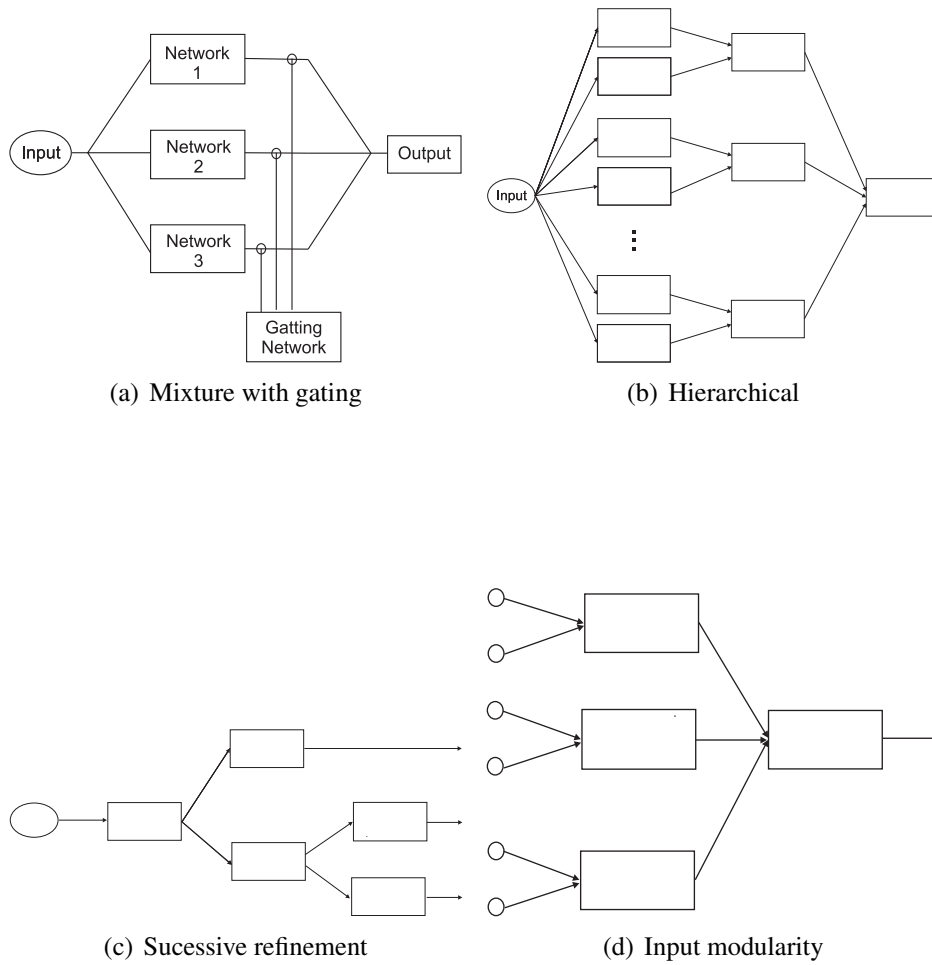 Network
1
Input
Network
2
Output
Network
3
Gatting
Network
(a) Mixture with gating
Input
(b) Hierarchical
(c) Sucessive refinement
(d) Input modularity